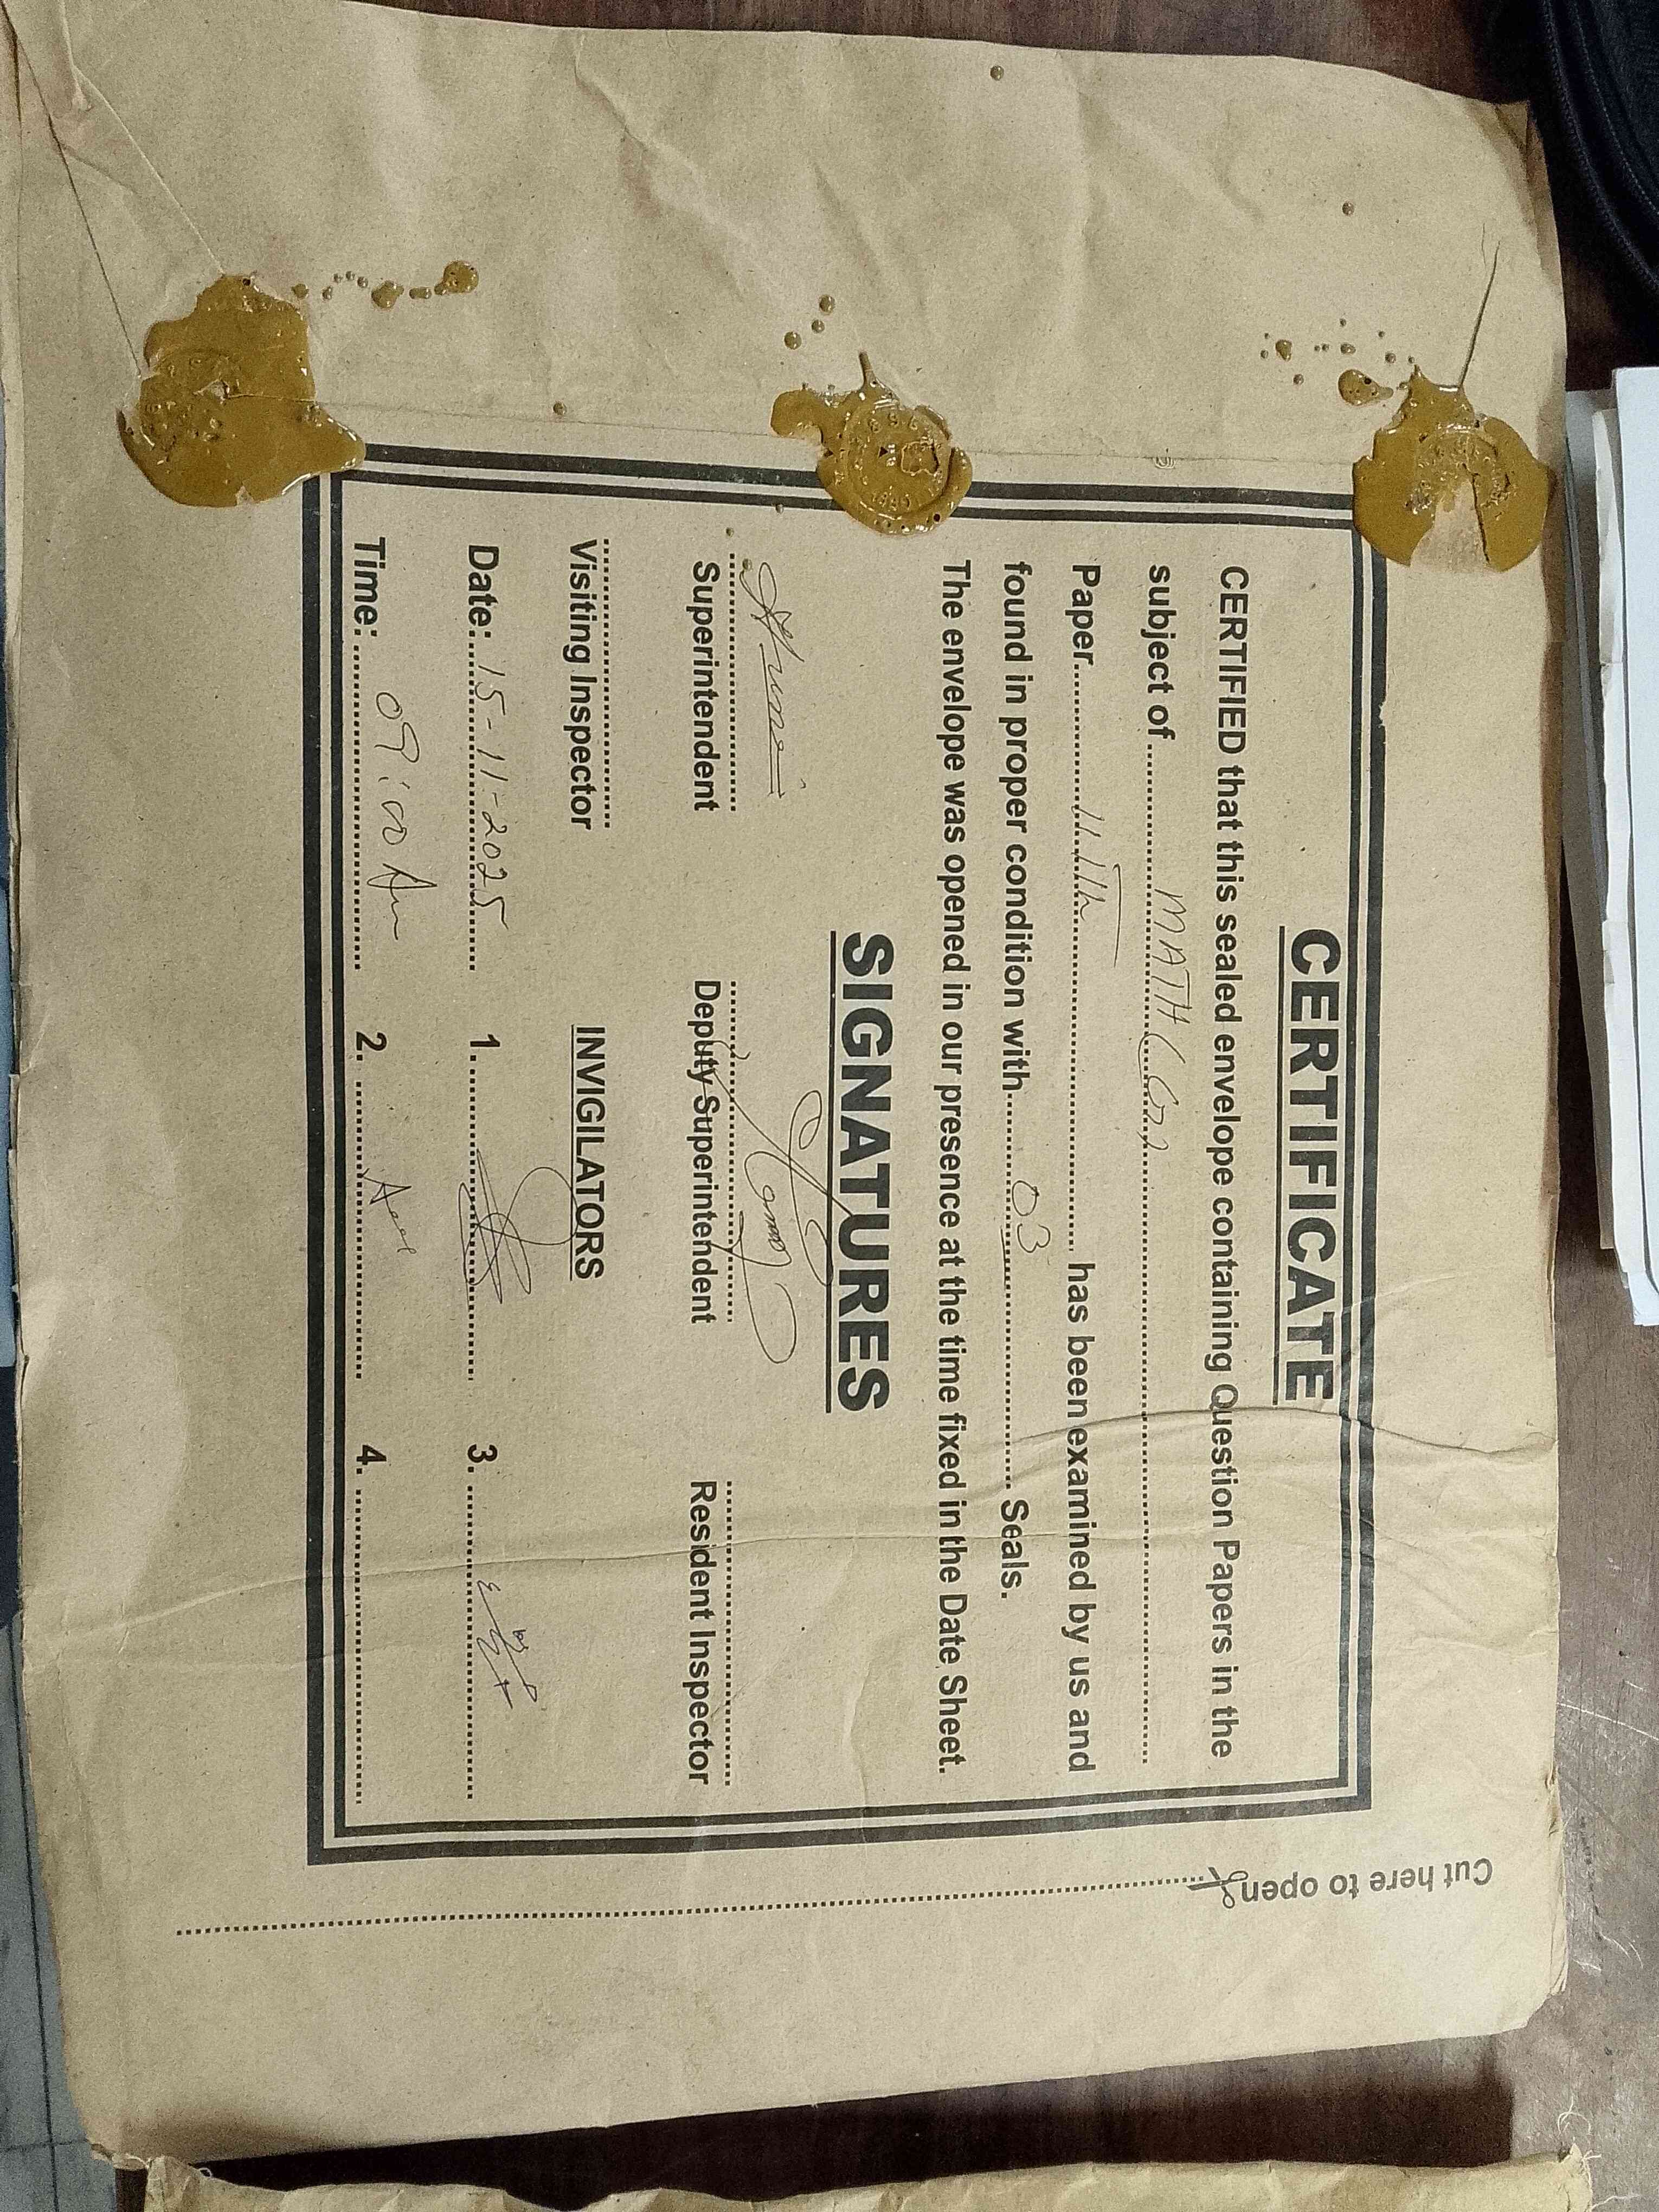 CERTIFICATE
CERTIFIED that this sealed envelope containing Question Papers in the
subject of MATH
Paper 11th has been examined by us and
found in proper condition with 03 Seals.
The envelope was opened in our presence at the time fixed in the Date Sheet.
SIGNATURES
Superintendent Deputy Superintendent Resident Inspector
Visiting Inspector INVIGILATORS
Date: 15-11-2025 1. 3.
Time: 09:00 Am 2. 4.
Cut here to open